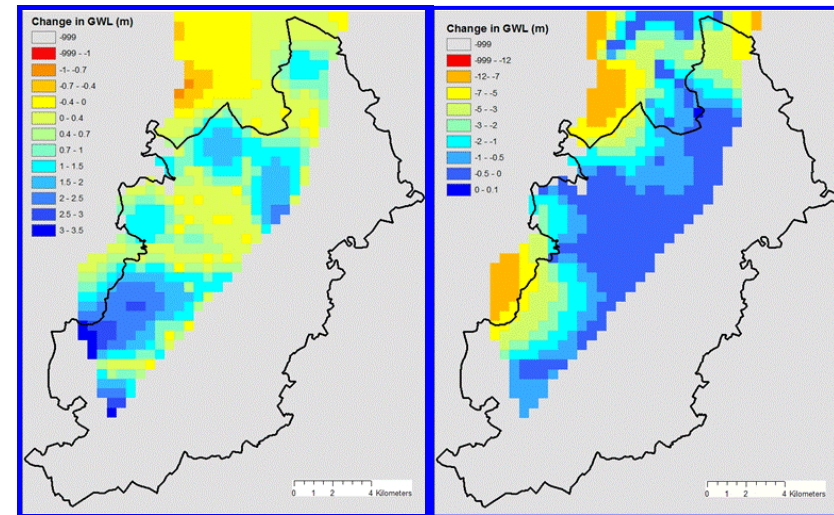 Change in GWL (m)
-999
-999 - -1
-1 - -0.7
-0.7 - -0.4
-0.4 - 0
0 - 0.4
0.4 - 0.7
0.7 - 1
1 - 1.5
1.5 - 2
2 - 2.5
2.5 - 3
3 - 3.5
0 1 2 4 Kilometers
Change in GWL (m)
-999
-999 - -12
-12 - -7
-7 - -5
-5 - -3
-3 - -2
-2 - -1
-1 - -0.5
-0.5 - 0
0 - 0.1
0 1 2 4 Kilometers